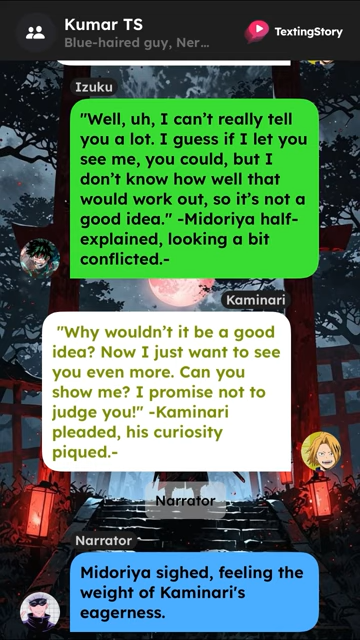 Kumar TS
Blue-haired guy, Ner...
TextingStory
Izuku
"Well, uh, I can't really tell
you a lot. I guess if I let you
see me, you could, but I
don't know how well that
would work out, so it's not a
good idea." -Midoriya half-
explained, looking a bit
conflicted.-
Kaminari
"Why wouldn't it be a good
idea? Now I just want to see
you even more. Can you
show me? I promise not to
judge you!" -Kaminari
pleaded, his curiosity
piqued.-
Narrator
Narrator
Midoriya sighed, feeling the
weight of Kaminari's
eagerness.